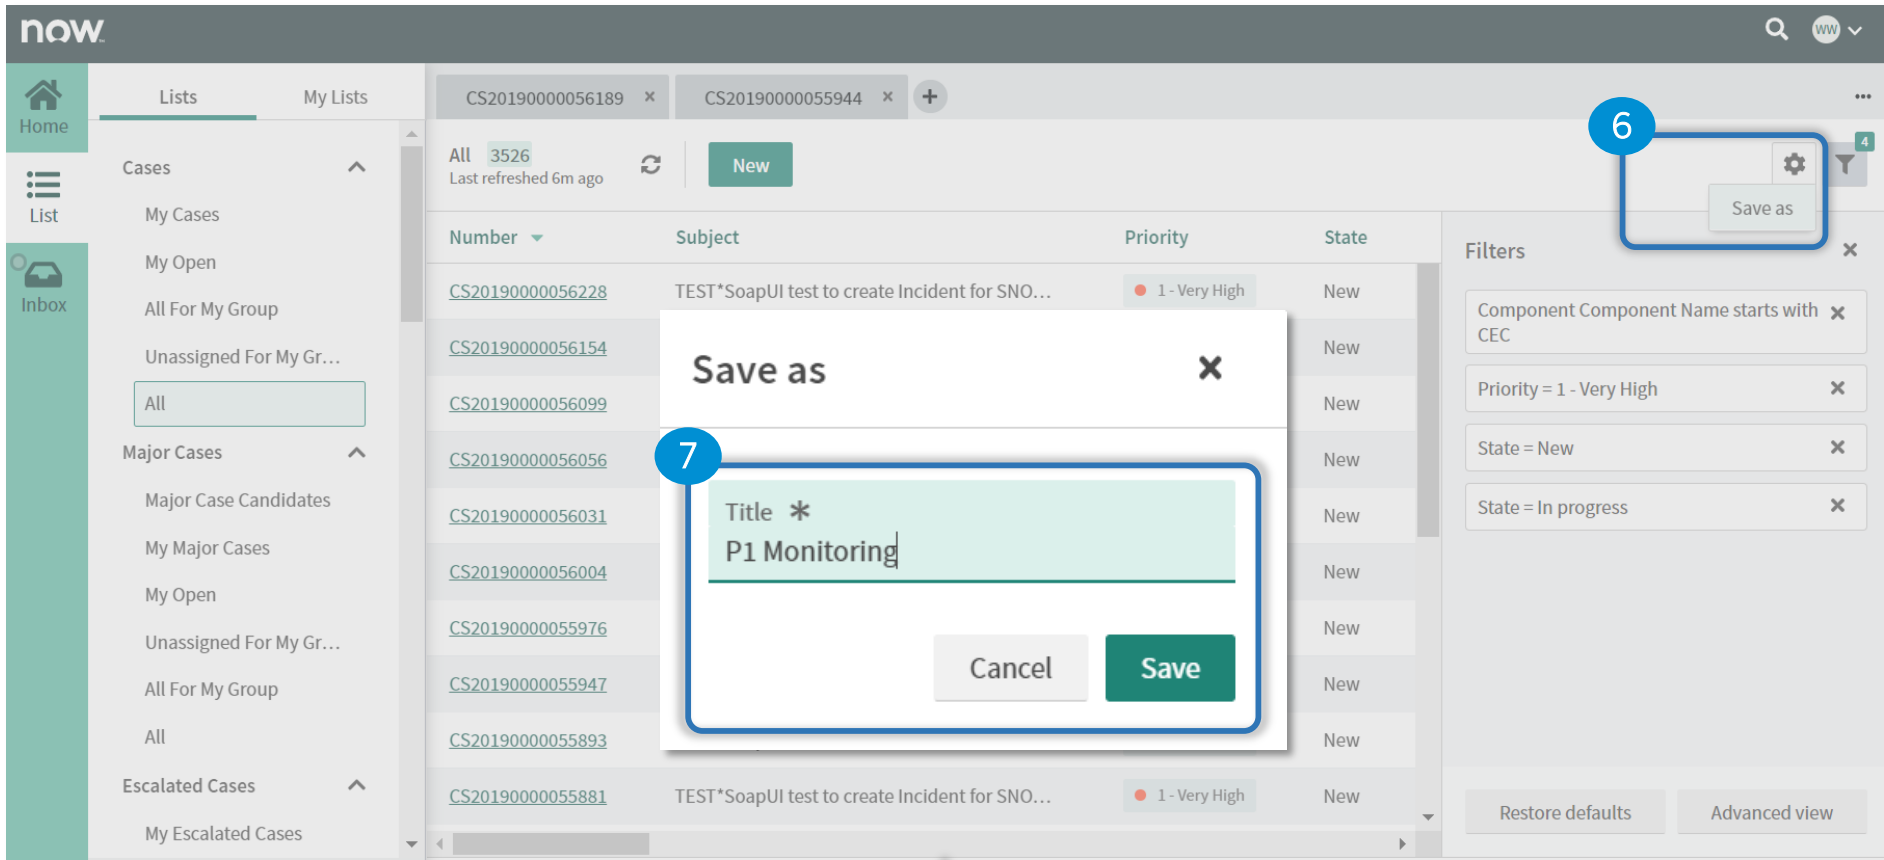 now
WW
Home
List
Inbox
Lists
My Lists
Cases
My Cases
My Open
All For My Group
Unassigned For My Gr...
All
Major Cases
Major Case Candidates
My Major Cases
My Open
Unassigned For My Gr...
All For My Group
All
Escalated Cases
My Escalated Cases
CS20190000056189 ×
CS20190000055944 ×
+
...
All 3526
Last refreshed 6m ago
New
6
4
Save as
Number
Subject
Priority
State
CS20190000056228 TEST*SoapUI test to create Incident for SNO... 1 - Very High New
CS20190000056154 New
CS20190000056099 New
CS20190000056056 New
CS20190000056031 New
CS20190000056004 New
CS20190000055976 New
CS20190000055947 New
CS20190000055893 New
CS20190000055881 TEST*SoapUI test to create Incident for SNO... 1 - Very High New
Save as
7
Title *
P1 Monitoring
Cancel
Save
Filters
Component Component Name starts with
CEC
Priority = 1 - Very High
State = New
State = In progress
Restore defaults
Advanced view